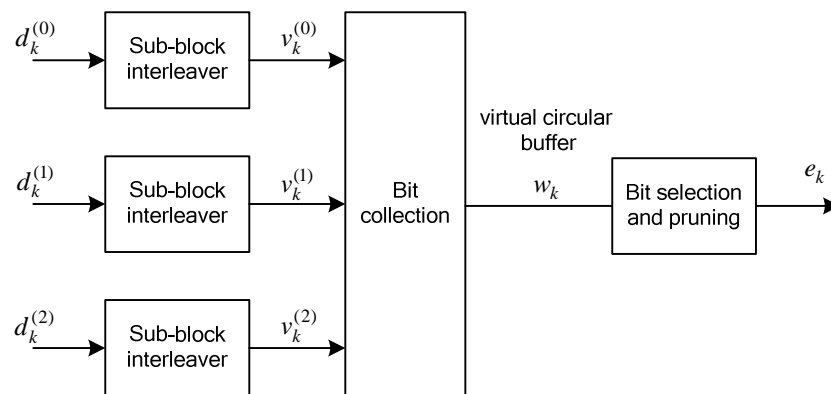 d_k^{(0)}
Sub-block
interleaver
v_k^{(0)}
d_k^{(1)}
Sub-block
interleaver
v_k^{(1)}
d_k^{(2)}
Sub-block
interleaver
v_k^{(2)}
Bit
collection
virtual circular
buffer
w_k
Bit selection
and pruning
e_k